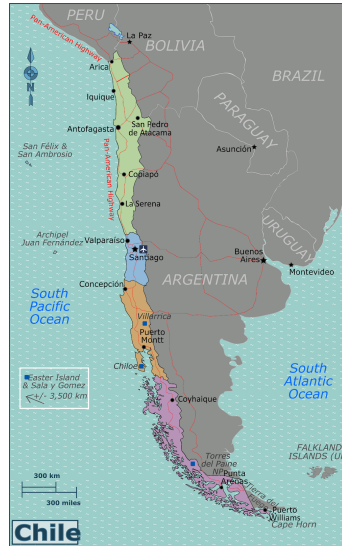 PERU
La Paz
BOLIVIA
Pan-American Highway
Arica
BRAZIL
Iquique
PARAGUAY
San Pedro
de Atacama
Antofagasta
San Félix &
San Ambrosio
Asunción
Pan-American Highway
Copiapó
La Serena
URUGUAY
Archipel
Juan Fernández
Valparaíso
Santiago
Buenos
Aires
Montevideo
ARGENTINA
Concepción
South
Pacific
Ocean
Villarrica
Puerto
Montt
Chiloe
Easter Island
& Sala y Gomez
+/- 3,500 km
South
Atlantic
Ocean
Coyhaique
Torres
del Paine
NP
FALKLAND
ISLANDS (U
Punta
Arenas
Tierra del
Puerto
Williams
Cape Horn
300 km
300 miles
Chile